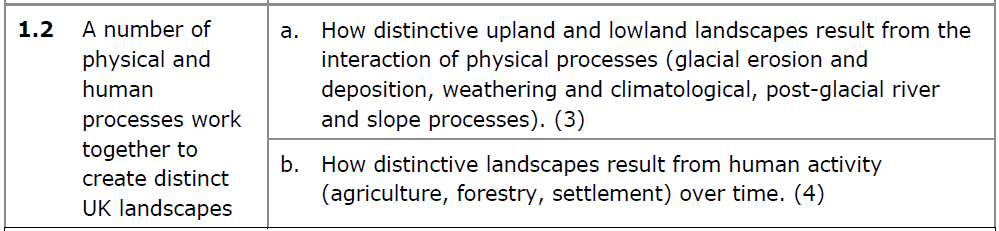 1.2 A number of
physical and
human
processes work
together to
create distinct
UK landscapes
a. How distinctive upland and lowland landscapes result from the
interaction of physical processes (glacial erosion and
deposition, weathering and climatological, post-glacial river
and slope processes). (3)
b. How distinctive landscapes result from human activity
(agriculture, forestry, settlement) over time. (4)